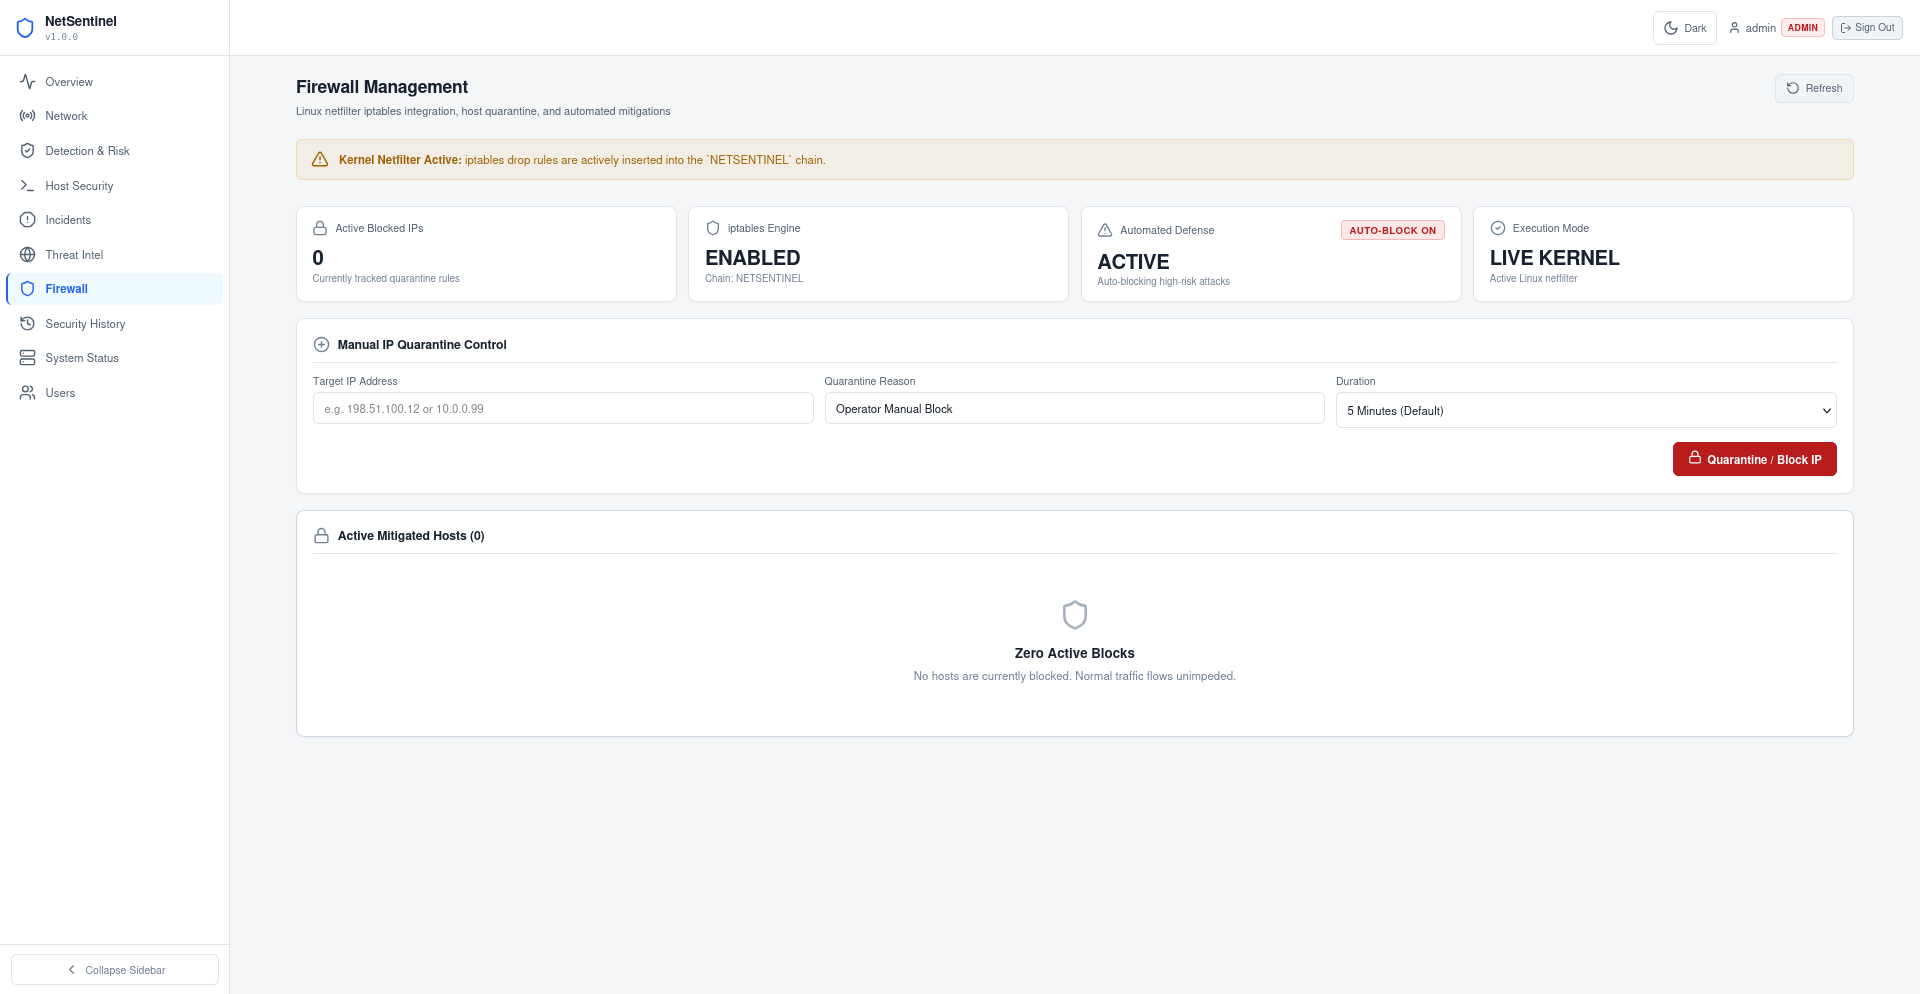 NetSentinel
v1.0.0
Dark
admin
ADMIN
Sign Out
Overview
Network
Detection & Risk
Host Security
Incidents
Threat Intel
Firewall
Security History
System Status
Users
Collapse Sidebar
Firewall Management
Linux netfilter iptables integration, host quarantine, and automated mitigations
Refresh
Kernel Netfilter Active: iptables drop rules are actively inserted into the `NETSENTINEL` chain.
Active Blocked IPs
0
Currently tracked quarantine rules
iptables Engine
ENABLED
Chain: NETSENTINEL
Automated Defense
AUTO-BLOCK ON
ACTIVE
Auto-blocking high-risk attacks
Execution Mode
LIVE KERNEL
Active Linux netfilter
Manual IP Quarantine Control
Target IP Address
e.g. 198.51.100.12 or 10.0.0.99
Quarantine Reason
Operator Manual Block
Duration
5 Minutes (Default)
Quarantine / Block IP
Active Mitigated Hosts (0)
Zero Active Blocks
No hosts are currently blocked. Normal traffic flows unimpeded.